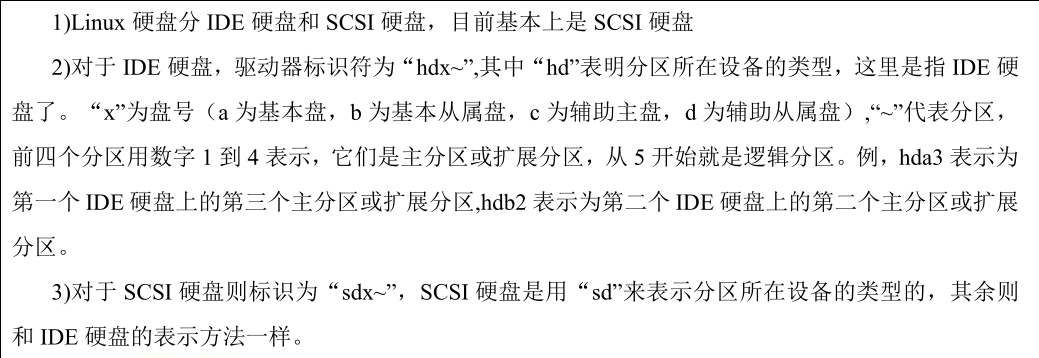 1)Linux 硬盘分 IDE 硬盘和 SCSI 硬盘，目前基本上是 SCSI 硬盘
2)对于 IDE 硬盘，驱动器标识符为“hdx~”,其中“hd”表明分区所在设备的类型，这里是指 IDE 硬
盘了。“x”为盘号（a 为基本盘，b 为基本从属盘，c 为辅助主盘，d 为辅助从属盘）,“~”代表分区，
前四个分区用数字 1 到 4 表示，它们是主分区或扩展分区，从 5 开始就是逻辑分区。例，hda3 表示为
第一个 IDE 硬盘上的第三个主分区或扩展分区,hdb2 表示为第二个 IDE 硬盘上的第二个主分区或扩展
分区。
3)对于 SCSI 硬盘则标识为“sdx~”，SCSI 硬盘是用“sd”来表示分区所在设备的类型的，其余则
和 IDE 硬盘的表示方法一样。